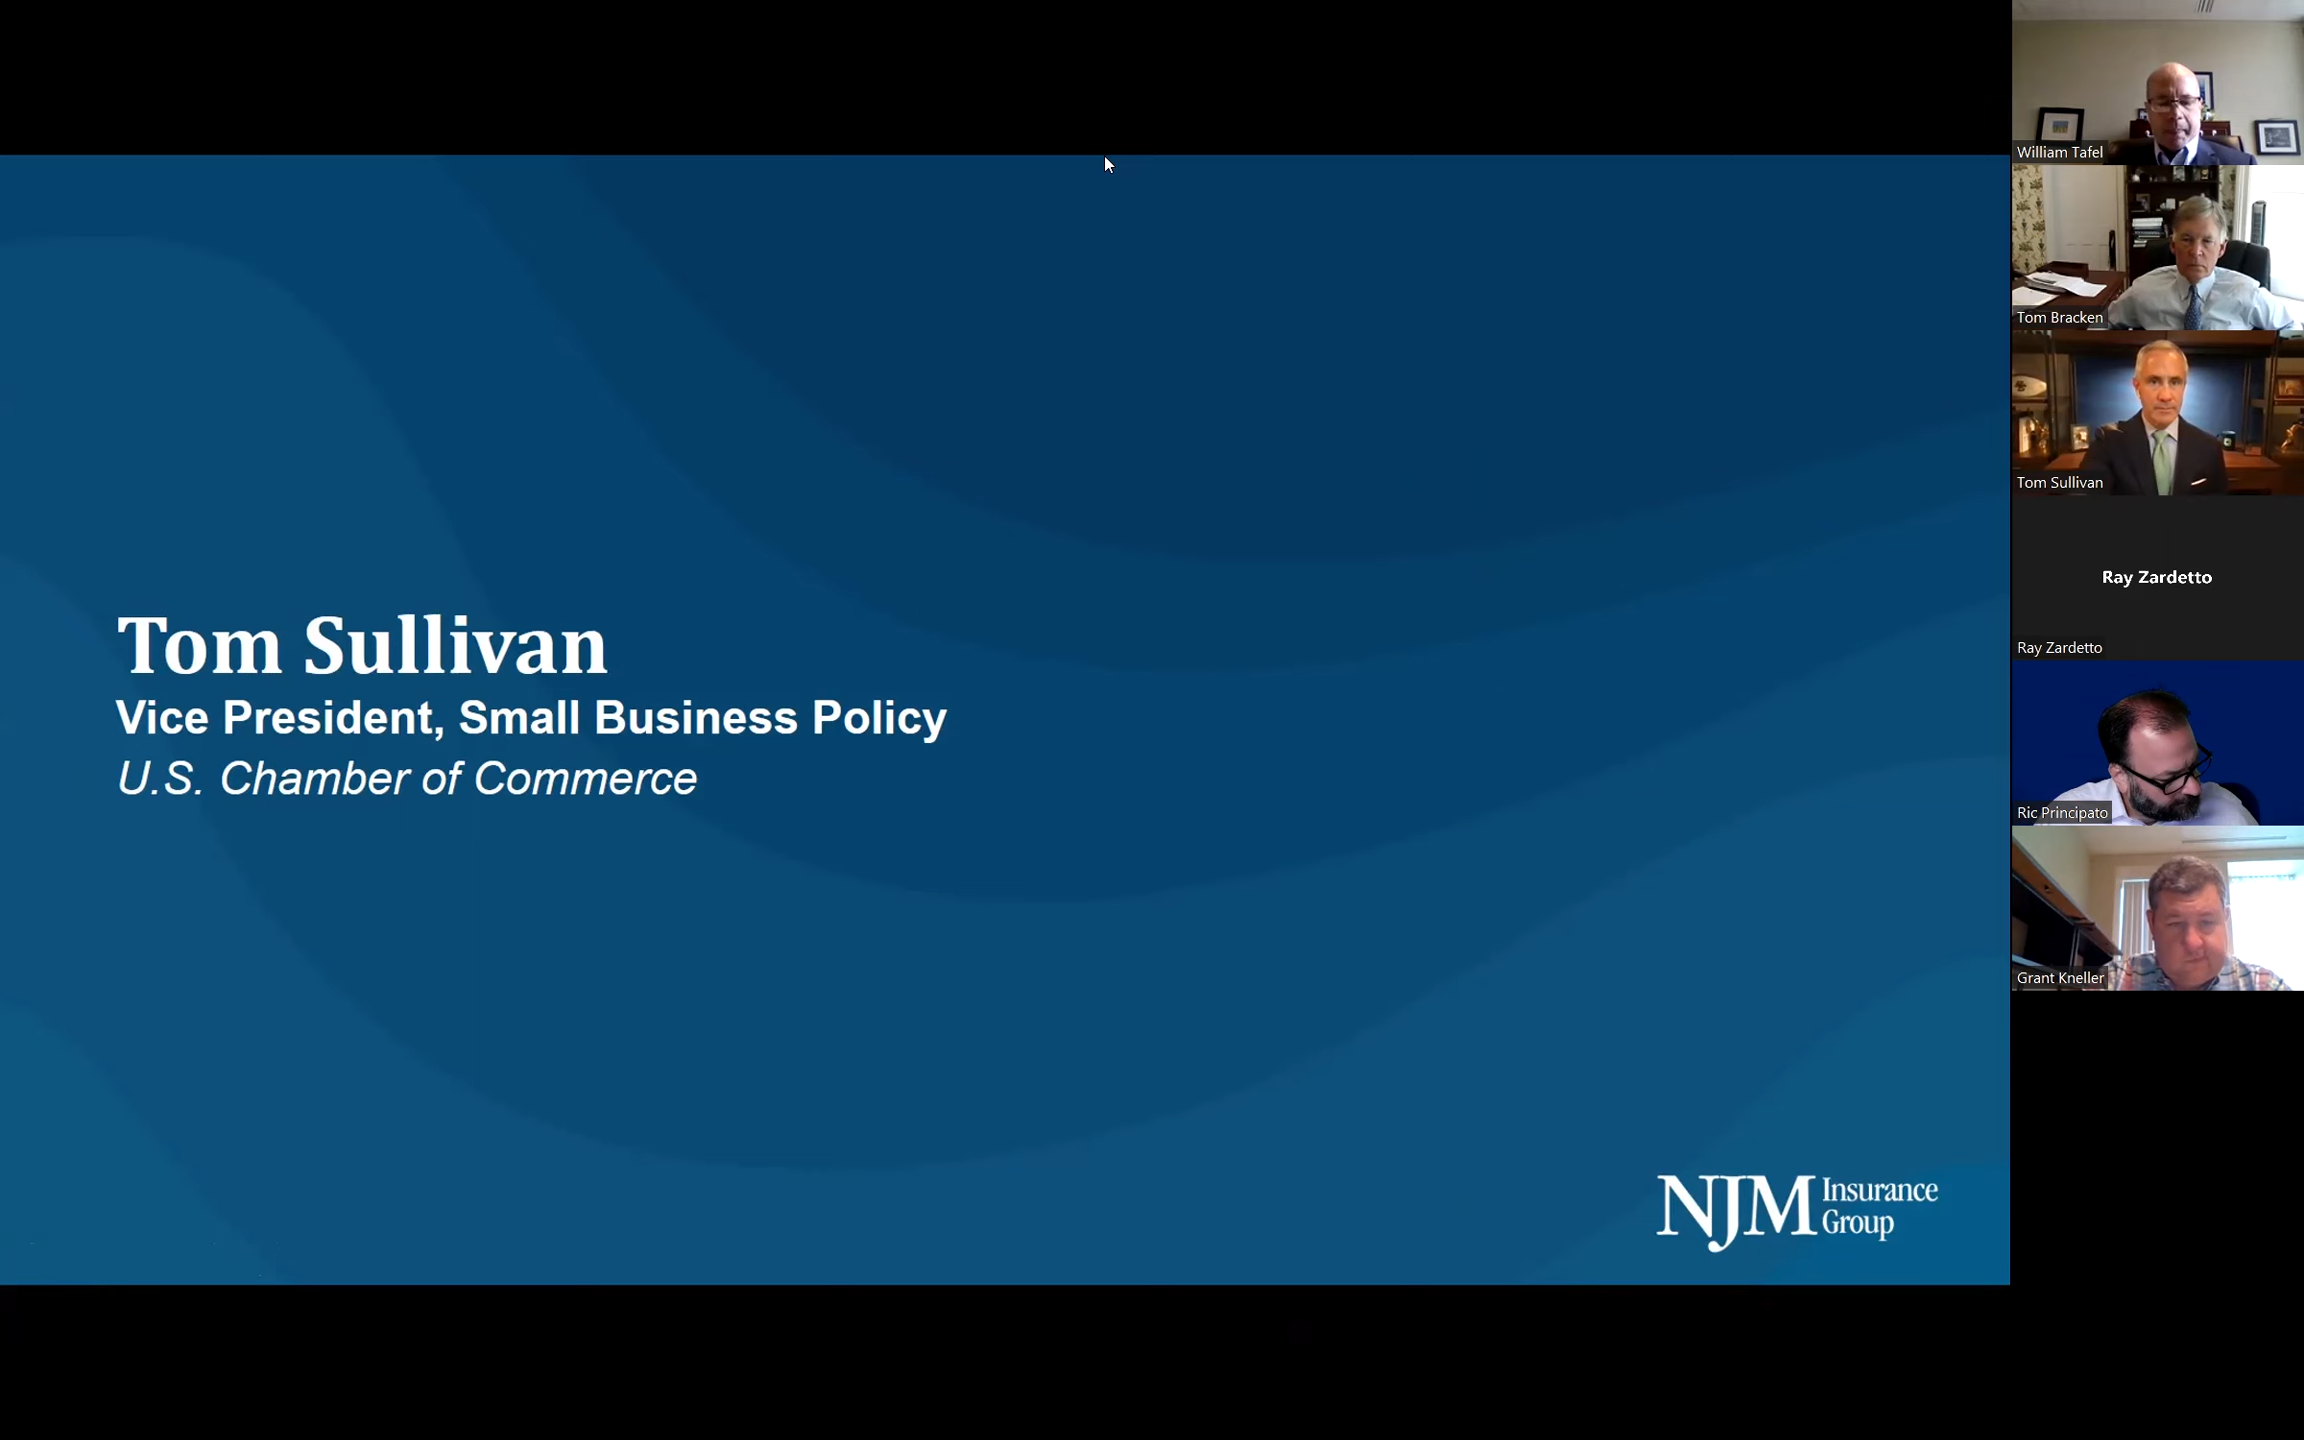 Tom Sullivan
Vice President, Small Business Policy
U.S. Chamber of Commerce
NJM Insurance
Group
William Tafel
Tom Bracken
Tom Sullivan
Ray Zardetto
Ray Zardetto
Ric Principato
Grant Kneller